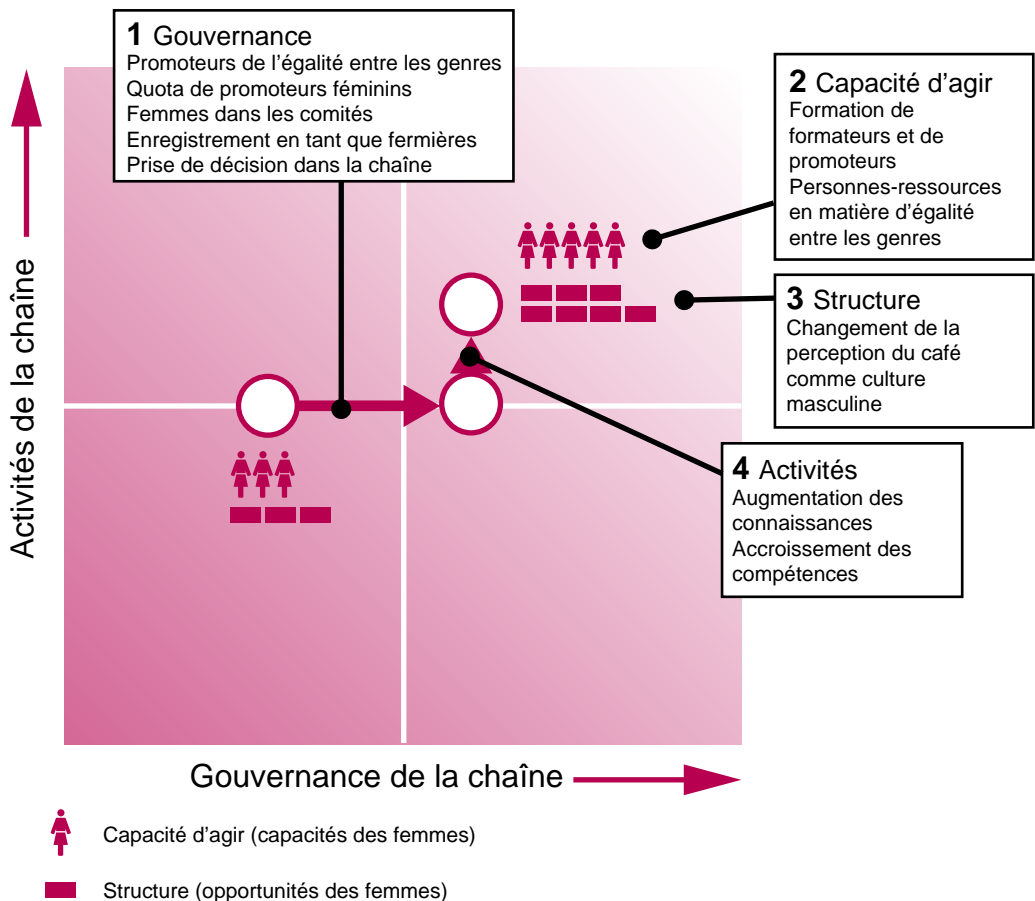 1 Gouvernance
Promoteurs de l’égalité entre les genres
Quota de promoteurs féminins
Femmes dans les comités
Enregistrement en tant que fermières
Prise de décision dans la chaîne
2 Capacité d’agir
Formation de
formateurs et de
promoteurs
Personnes-ressources
en matière d’égalité
entre les genres
3 Structure
Changement de la
perception du café
comme culture
masculine
4 Activités
Augmentation des
connaissances
Accroissement des
compétences
Activités de la chaîne
Gouvernance de la chaîne
Capacité d'agir (capacités des femmes)
Structure (opportunités des femmes)